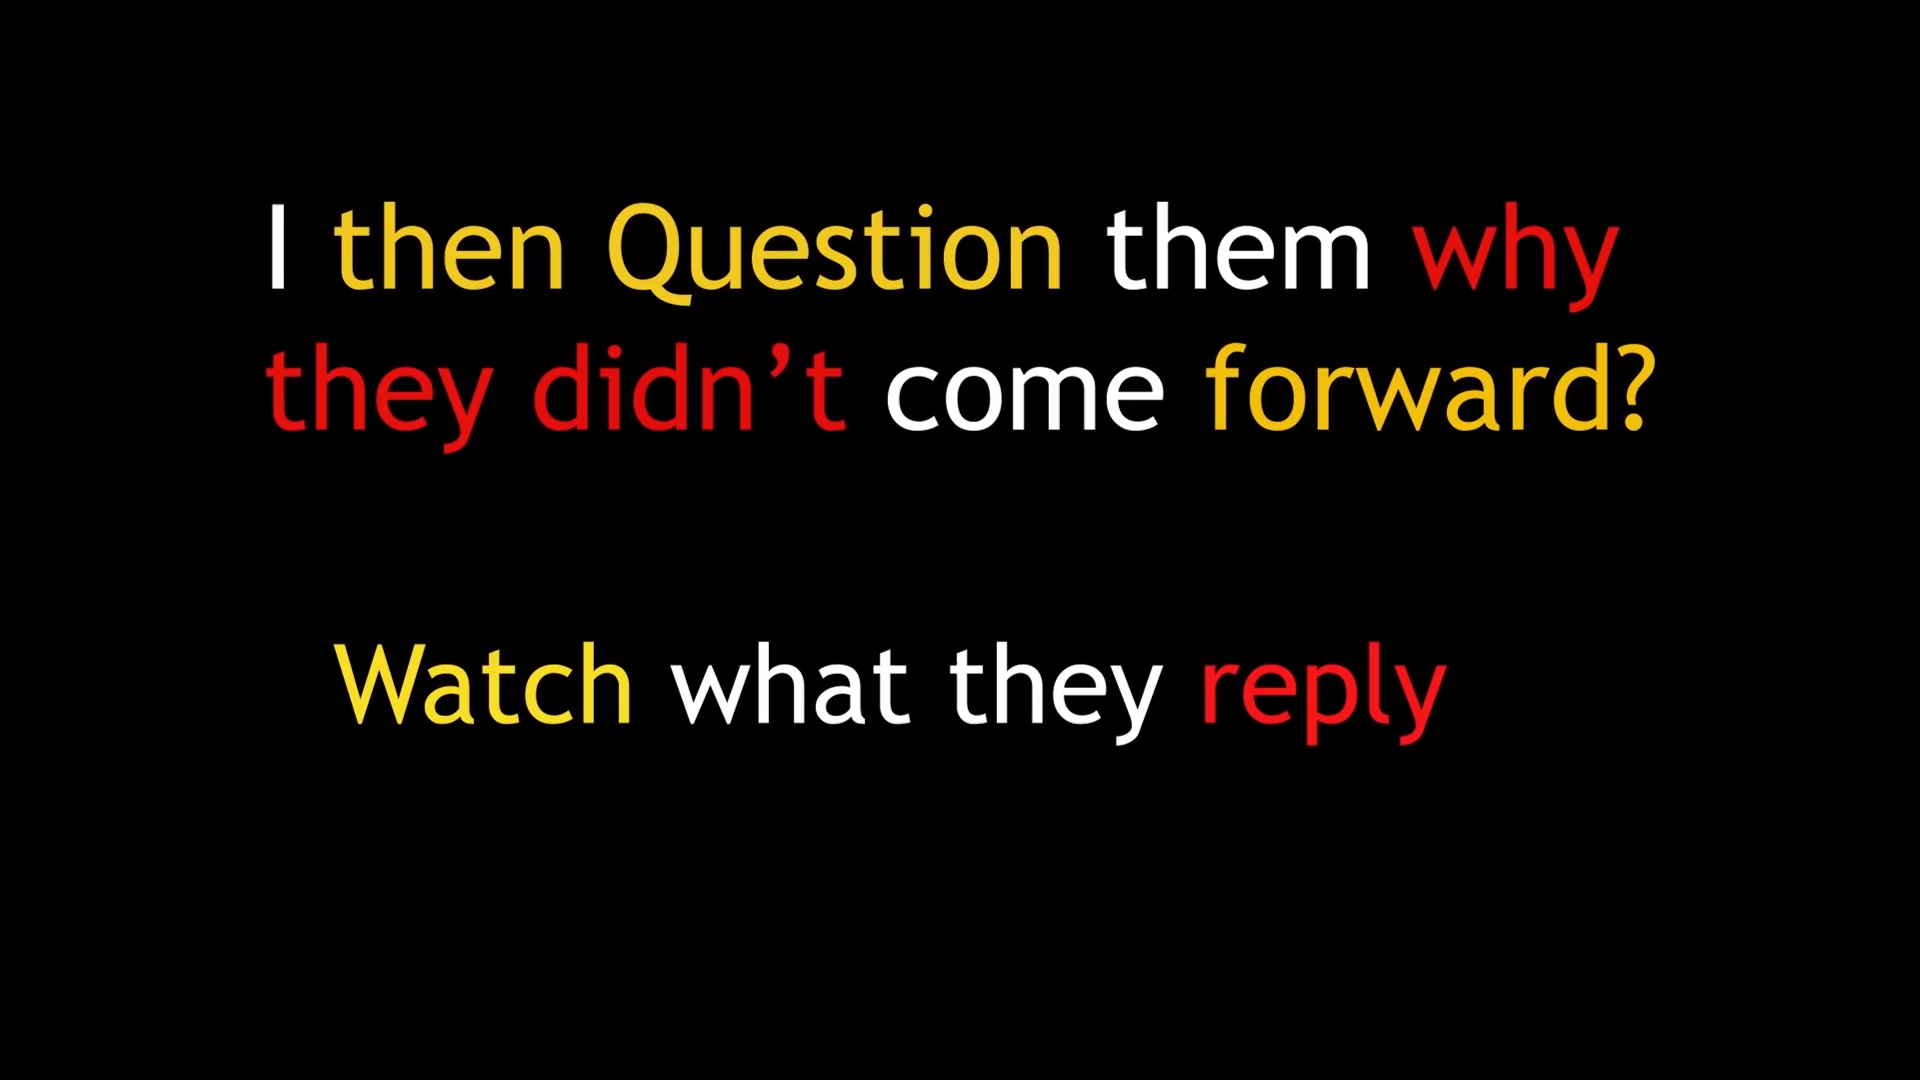 I then Question them why
they didn’t come forward?
Watch what they reply